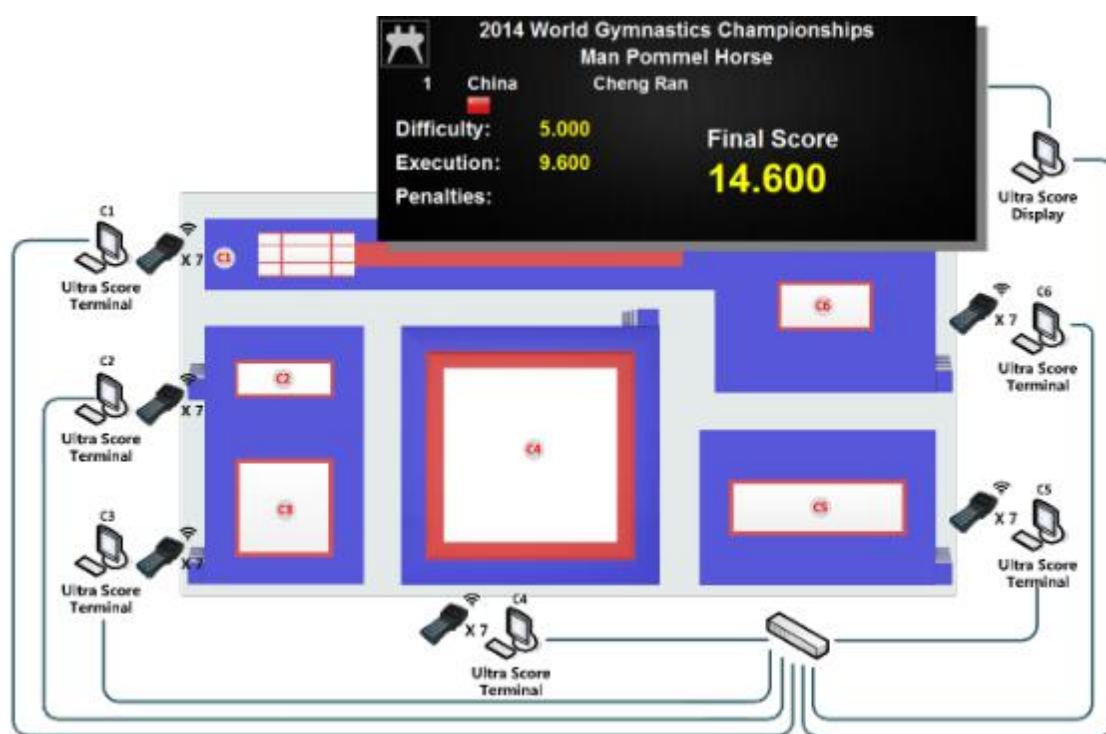 2014 World Gymnastics Championships
Man Pommel Horse
1 China Cheng Ran
Difficulty: 5.000
Execution: 9.600
Penalties:
Final Score
14.600
Ultra Score
Display
C1
X 7
Ultra Score
Terminal
C1
C6
C6
X 7
Ultra Score
Terminal
C2
X 7
Ultra Score
Terminal
C2
C4
C3
C5
C3
X 7
Ultra Score
Terminal
C5
X 7
Ultra Score
Terminal
C4
X 7
Ultra Score
Terminal